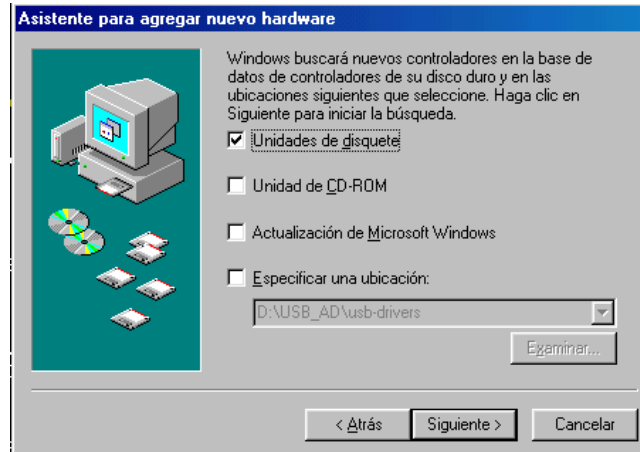 Asistente para agregar nuevo hardware
Windows buscará nuevos controladores en la base de
datos de controladores de su disco duro y en las
ubicaciones siguientes que seleccione. Haga clic en
Siguiente para iniciar la búsqueda.
Unidades de disquete
Unidad de CD-ROM
Actualización de Microsoft Windows
Especificar una ubicación:
D:\USB_AD\usb-drivers
Examinar...
< Atrás
Siguiente >
Cancelar